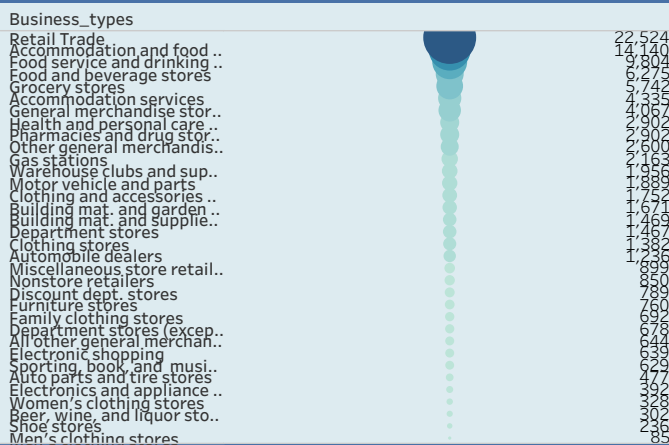 Business_types
Retail Trade 22,524
Accommodation and food .. 14,140
Food service and drinking .. 9,804
Food and beverage stores 6,275
Grocery stores 5,742
Accommodation services 4,335
General merchandise stor.. 4,067
Health and personal care .. 2,902
Pharmacies and drug stor.. 2,902
Other general merchandis.. 2,600
Gas stations 2,163
Warehouse clubs and sup.. 1,956
Motor vehicle and parts 1,889
Clothing and accessories .. 1,752
Building mat. and garden .. 1,671
Building mat. and supplie.. 1,469
Department stores 1,467
Clothing stores 1,382
Automobile dealers 1,236
Miscellaneous store retail.. 899
Nonstore retailers 850
Discount dept. stores 789
Furniture stores 760
Family clothing stores 692
Department stores (excep.. 678
All other general merchan.. 644
Electronic shopping 639
Sporting, book, and musi.. 629
Auto parts and tire stores 477
Electronics and appliance .. 392
Women's clothing stores 328
Beer, wine, and liquor sto.. 302
Shoe stores 236
Men's clothing stores 85